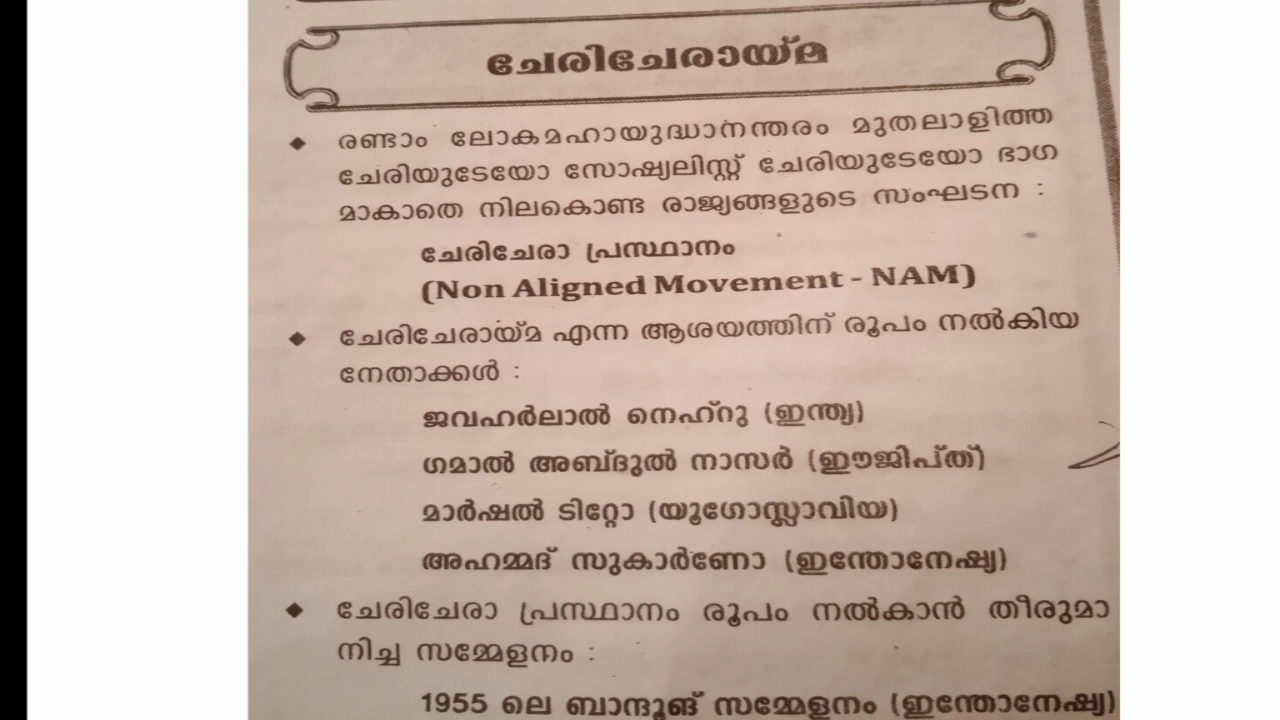 ചേരിചേരായ്മ
◆ രണ്ടാം ലോകമഹായുദ്ധാനന്തരം മുതലാളിത്ത
ചേരിയുടേയോ സോഷ്യലിസ്റ്റ് ചേരിയുടേയോ ഭാഗ
മാകാതെ നിലകൊണ്ട രാജ്യങ്ങളുടെ സംഘടന :
ചേരിചേരാ പ്രസ്ഥാനം
(Non Aligned Movement - NAM)
◆ ചേരിചേരായ്മ എന്ന ആശയത്തിന് രൂപം നൽകിയ
നേതാക്കൾ :
ജവഹർലാൽ നെഹ്റു (ഇന്ത്യ)
ഗമാൽ അബ്ദുൽ നാസർ (ഈജിപ്ത്)
മാർഷൽ ടിറ്റോ (യൂഗോസ്ലാവിയ)
അഹമ്മദ് സുകാർണോ (ഇന്തോനേഷ്യ)
◆ ചേരിചേരാ പ്രസ്ഥാനം രൂപം നൽകാൻ തീരുമാ
നിച്ച സമ്മേളനം :
1955 ലെ ബാന്ദൂങ് സമ്മേളനം (ഇന്തോനേഷ്യ)